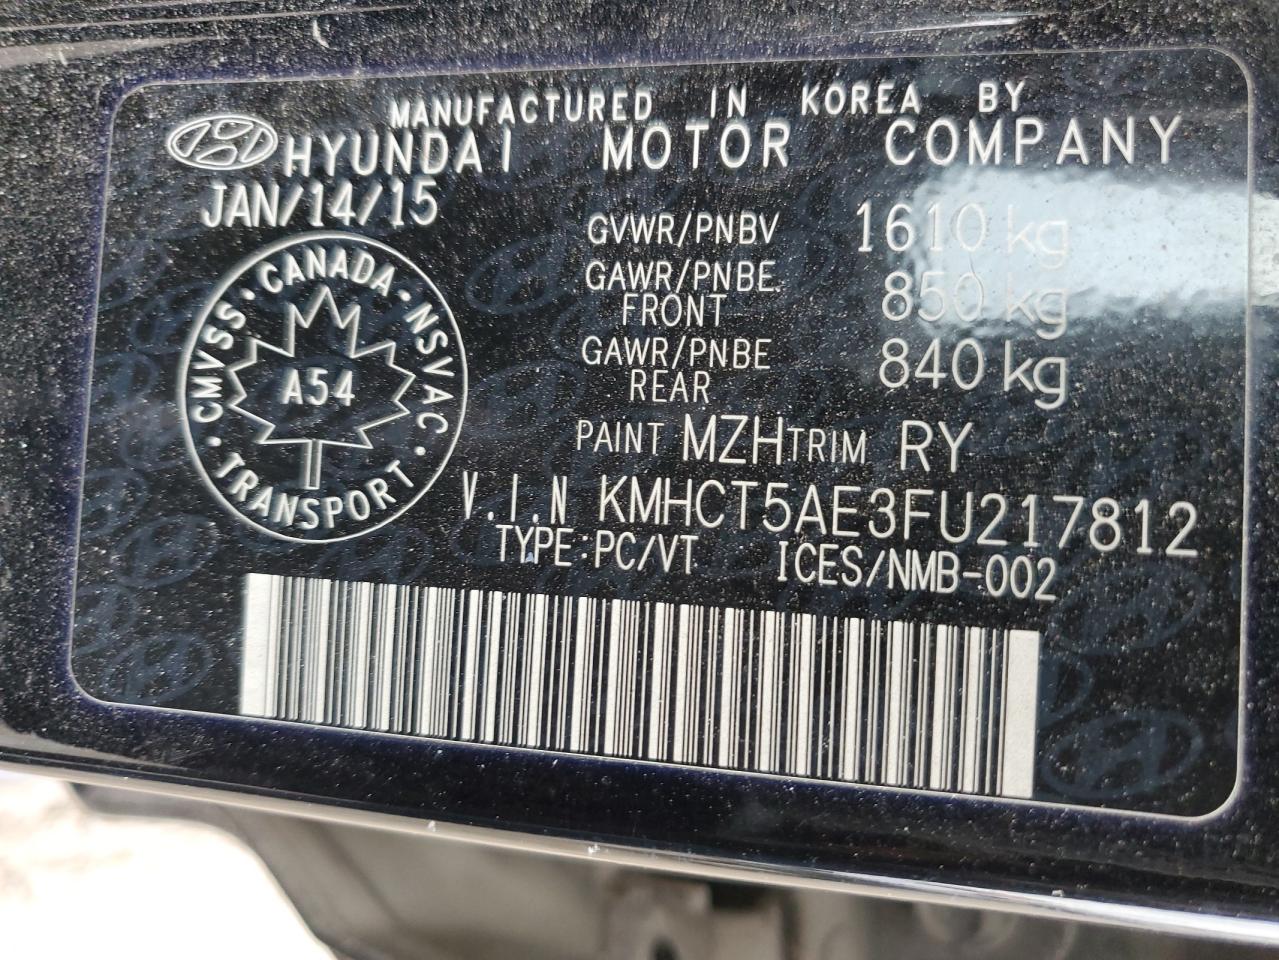 MANUFACTURED IN KOREA BY
HYUNDAI MOTOR COMPANY
JAN/14/15
GVWR/PNBV 1610 kg
GAWR/PNBE FRONT 850 kg
GAWR/PNBE REAR 840 kg
CANADA · NSVAC · TRANSPORT · CMVSS ·
A54
PAINT MZH TRIM RY
V.I.N KMHCT5AE3FU217812
TYPE:PC/VT ICES/NMB-002